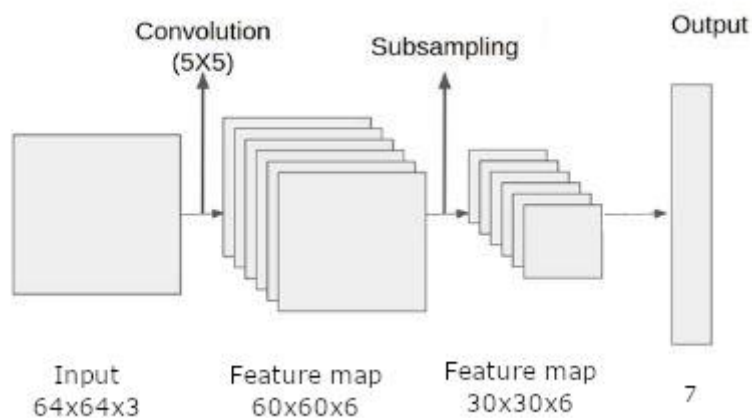 Convolution
(5X5)
Subsampling
Output
Input
64x64x3
Feature map
60x60x6
Feature map
30x30x6
7